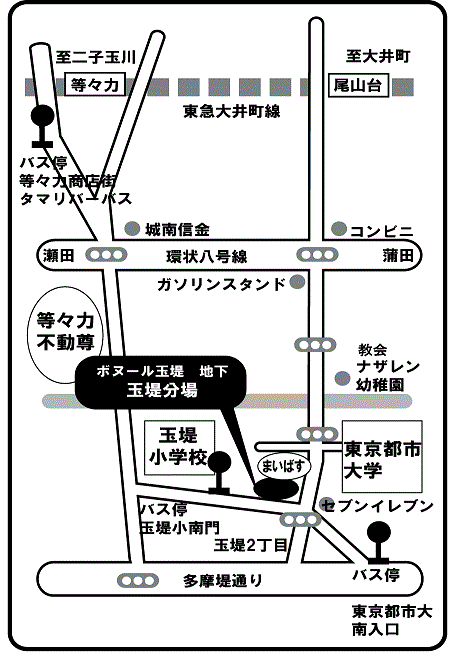 至二子玉川
至大井町
等々力
尾山台
東急大井町線
バス停
等々力商店街
タマリバーバス
城南信金
コンビニ
瀬田
環状八号線
蒲田
ガソリンスタンド
等々力
不動尊
教会
ナザレン
幼稚園
ボヌール玉堤 地下
玉堤分場
玉堤
小学校
まいばす
東京都市
大学
バス停
玉堤小南門
セブンイレブン
玉堤2丁目
多摩堤通り
バス停
東京都市大
南入口